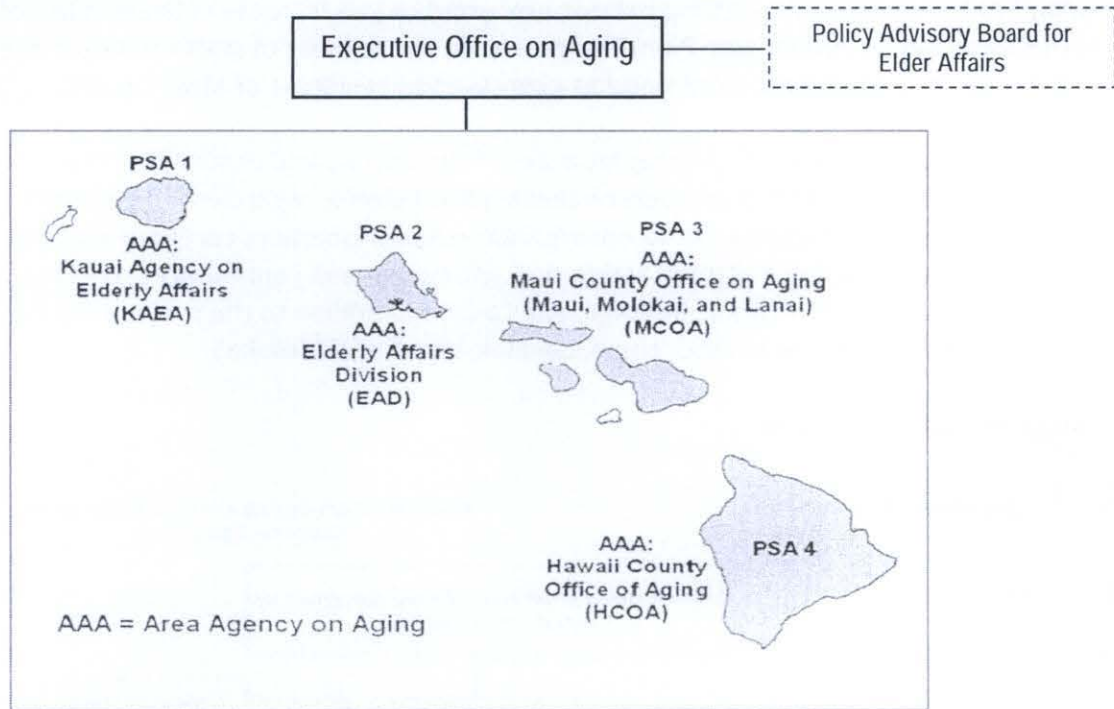 Executive Office on Aging
Policy Advisory Board for
Elder Affairs
PSA 1
AAA:
Kauai Agency on
Elderly Affairs
(KAEA)
PSA 2
AAA:
Elderly Affairs
Division
(EAD)
PSA 3
AAA:
Maui County Office on Aging
(Maui, Molokai, and Lanai)
(MCOA)
AAA:
Hawaii County
Office of Aging
(HCOA)
PSA 4
AAA = Area Agency on Aging